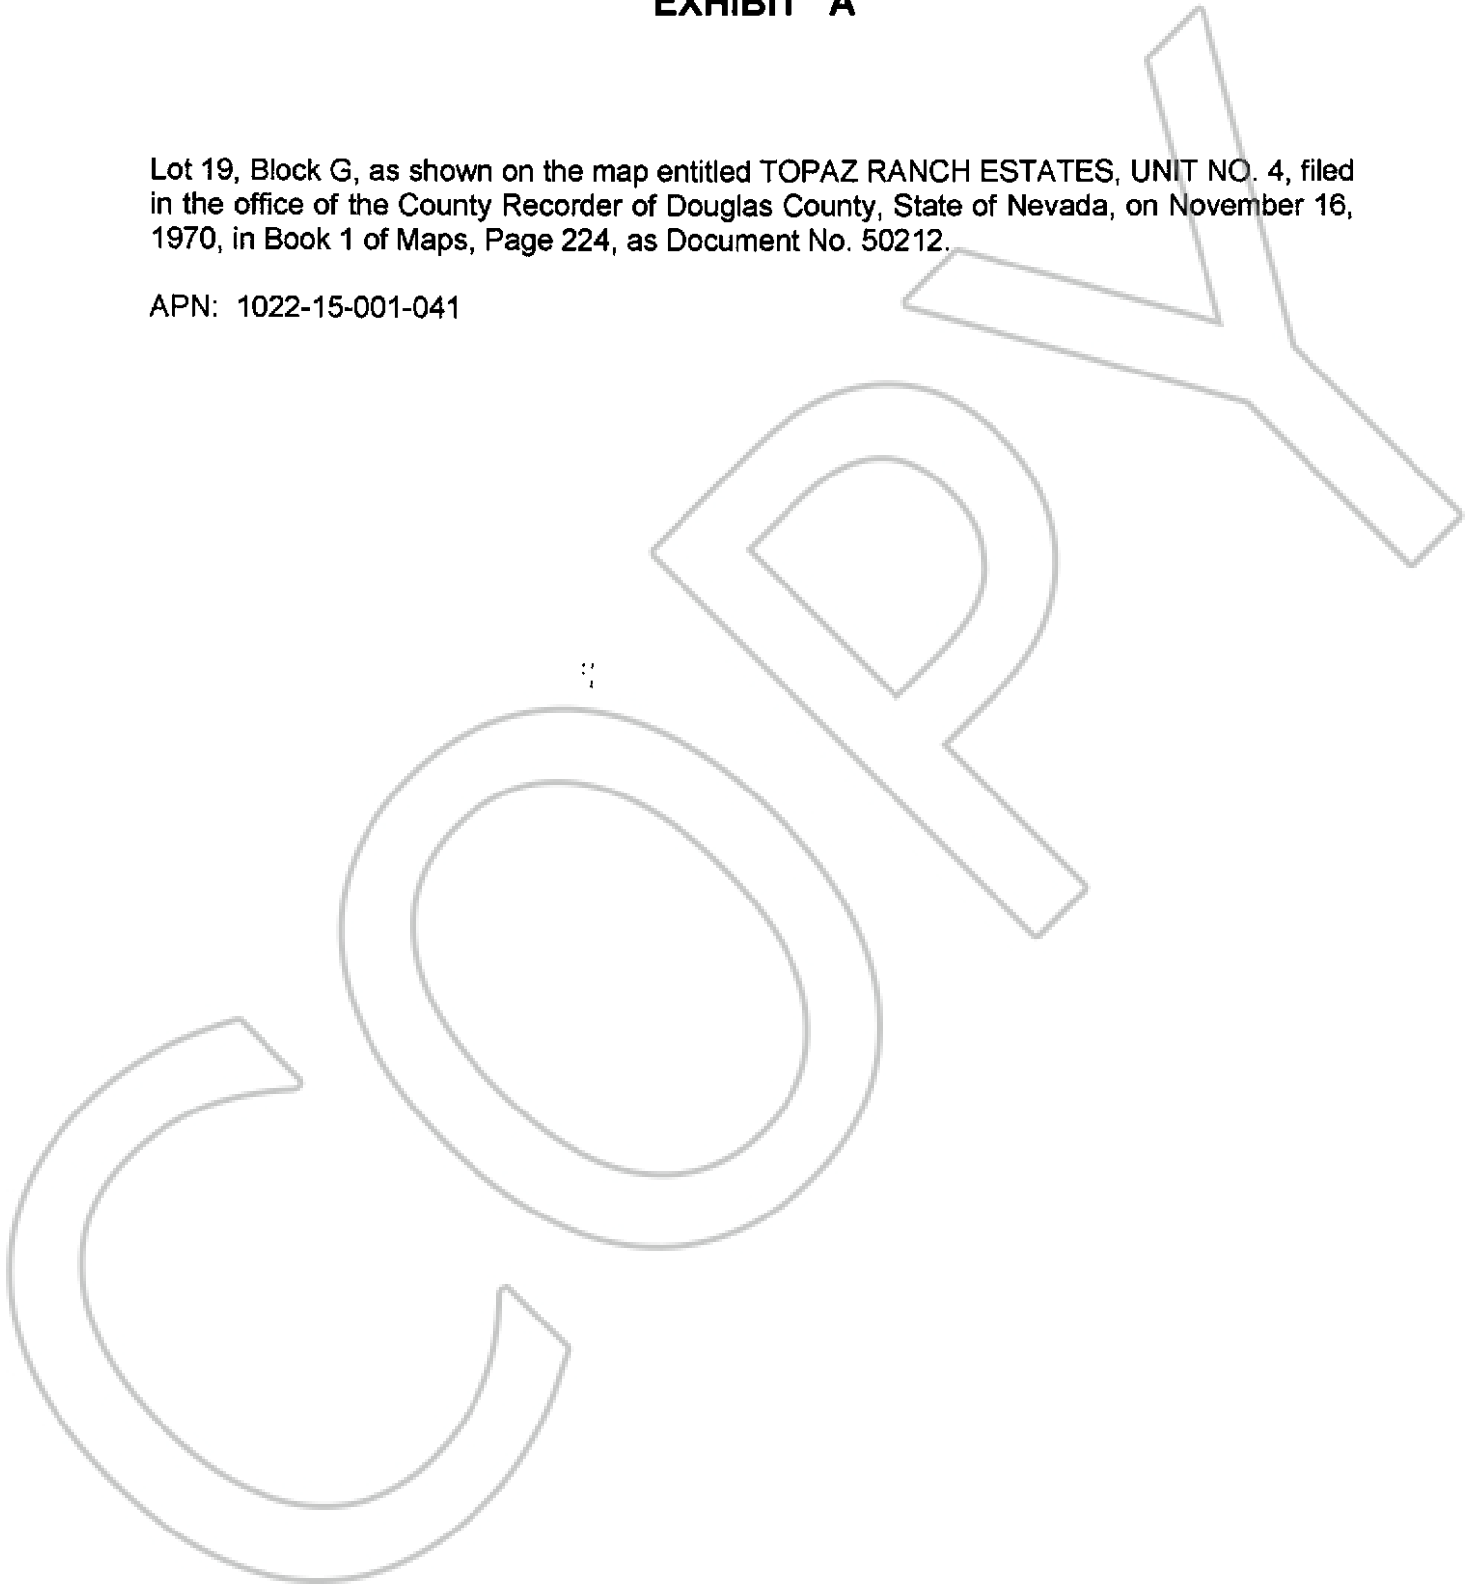 EXHIBIT A
Lot 19, Block G, as shown on the map entitled TOPAZ RANCH ESTATES, UNIT NO. 4, filed
in the office of the County Recorder of Douglas County, State of Nevada, on November 16,
1970, in Book 1 of Maps, Page 224, as Document No. 50212.
APN: 1022-15-001-041
COPY